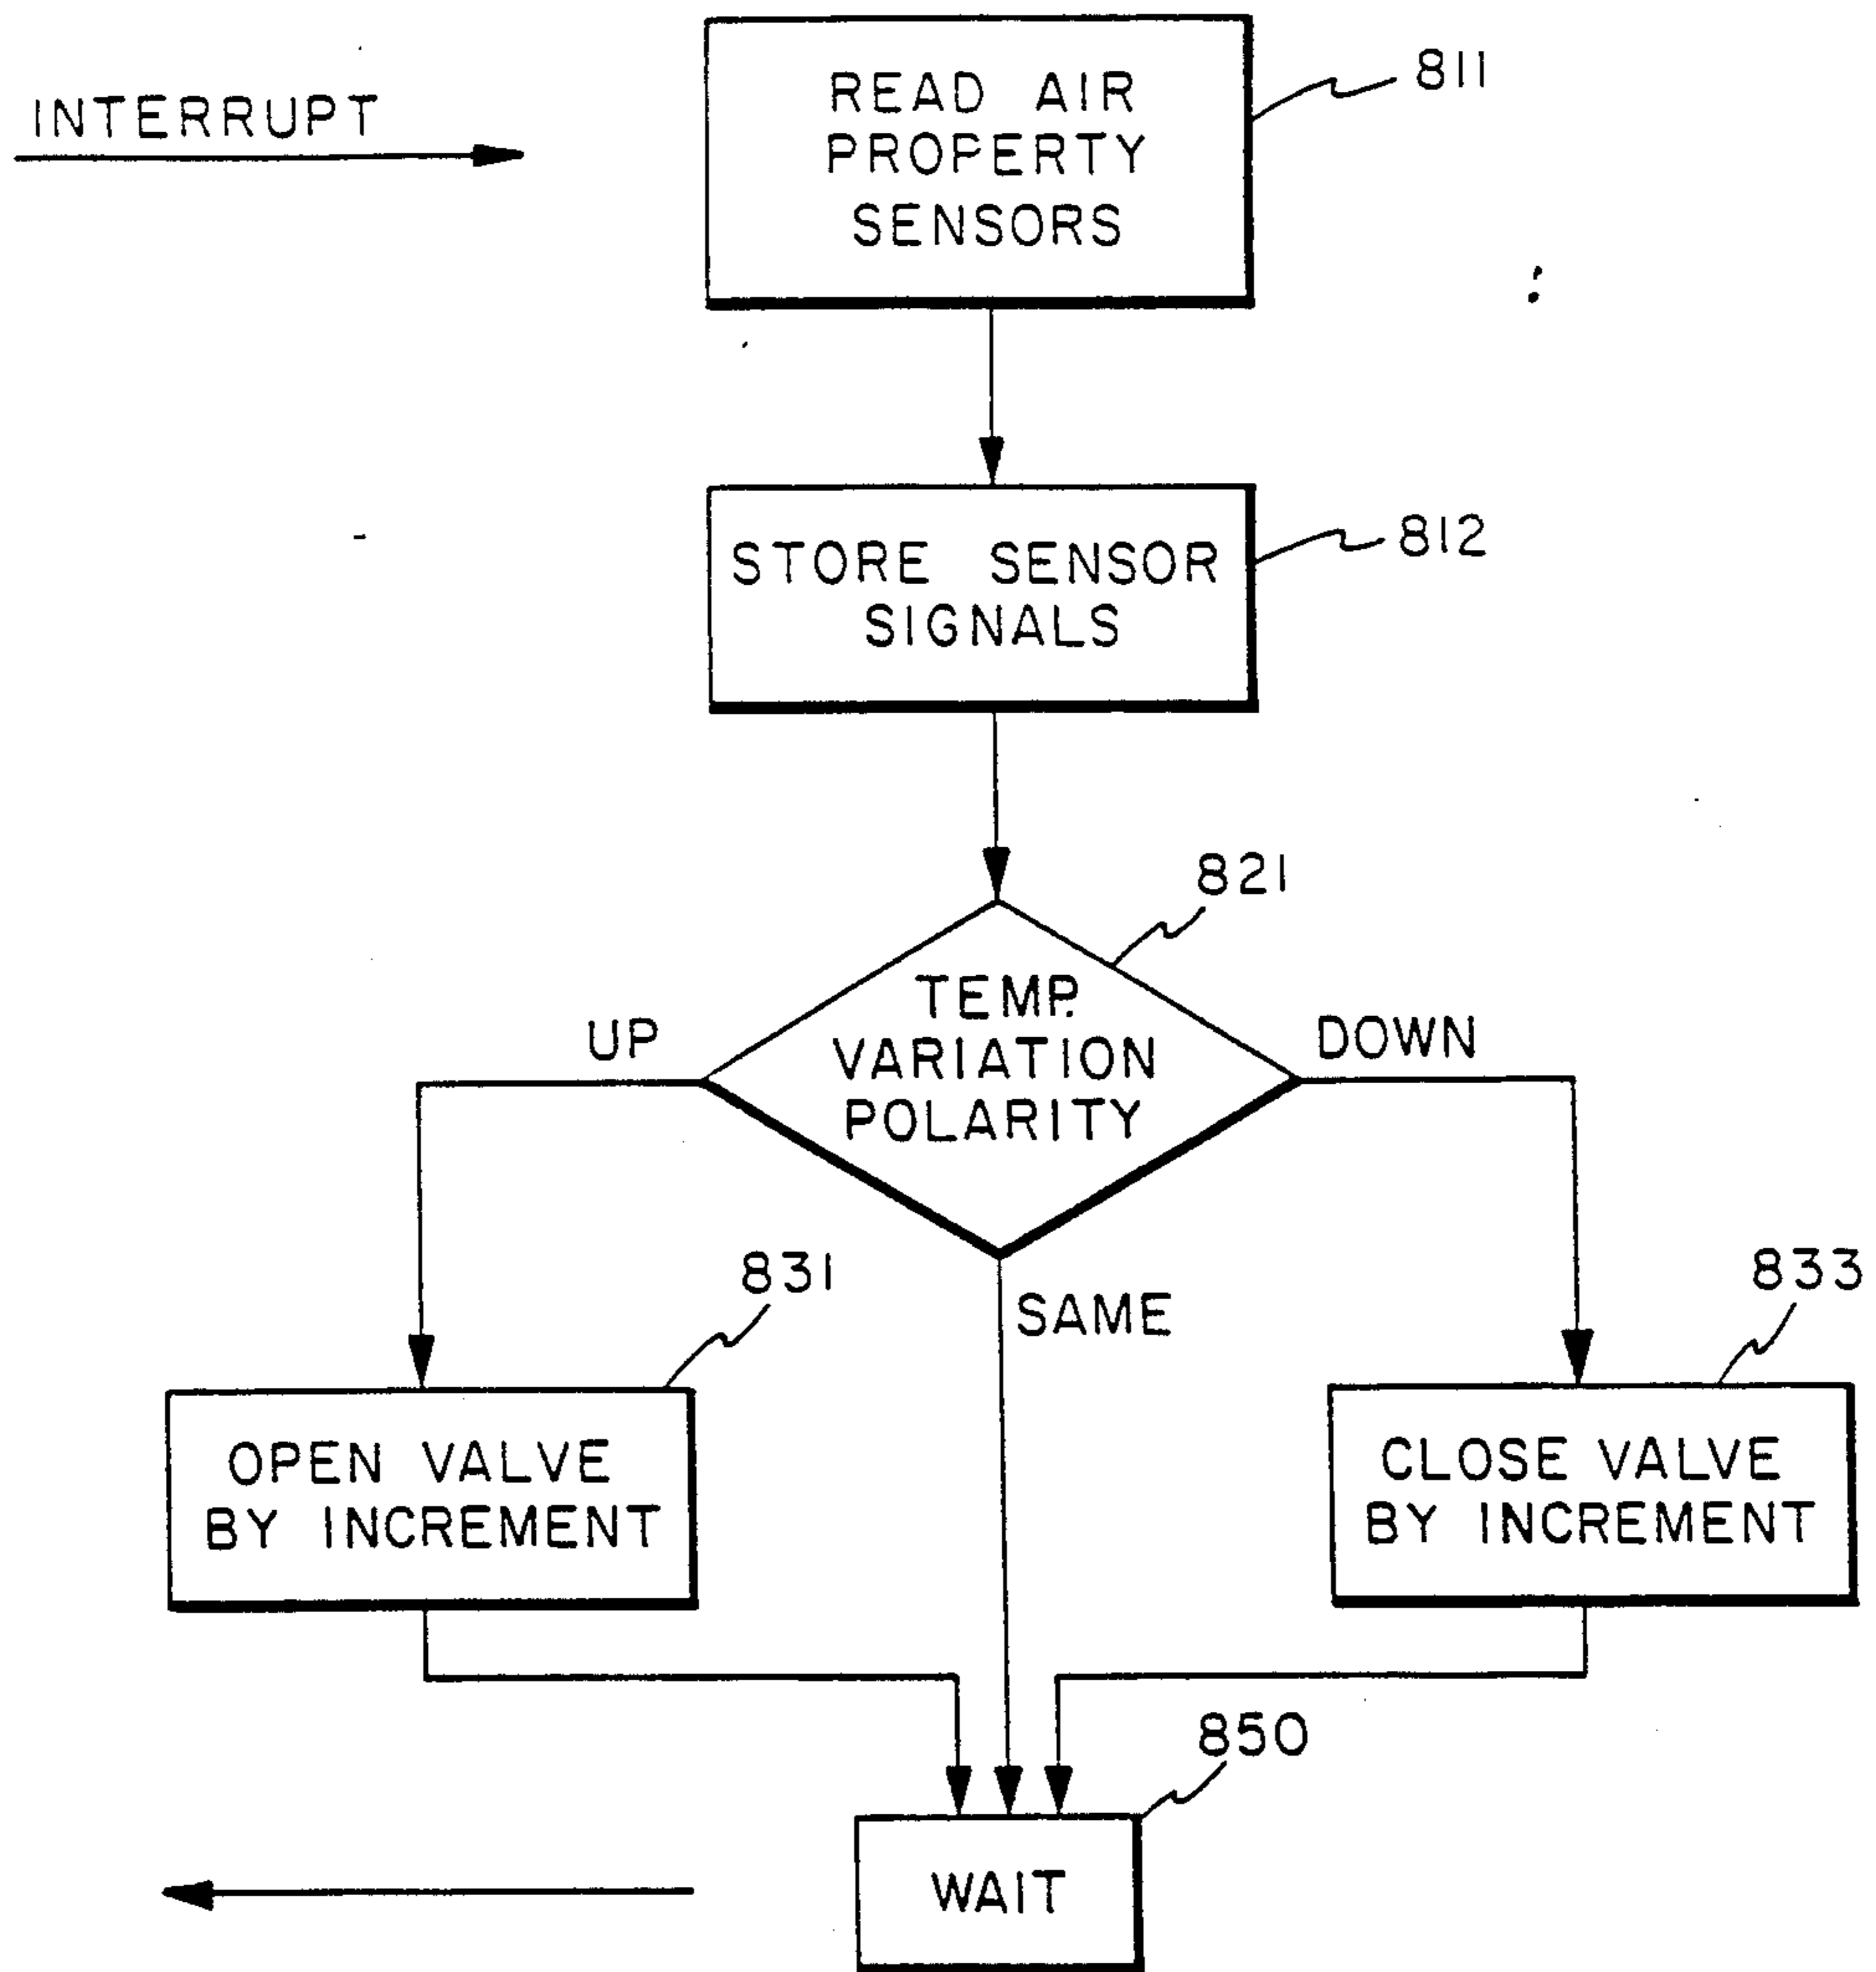 INTERRUPT
READ AIR
PROPERTY
SENSORS
811
STORE SENSOR
SIGNALS
812
821
TEMP.
VARIATION
POLARITY
UP
DOWN
SAME
831
833
OPEN VALVE
BY INCREMENT
CLOSE VALVE
BY INCREMENT
850
WAIT